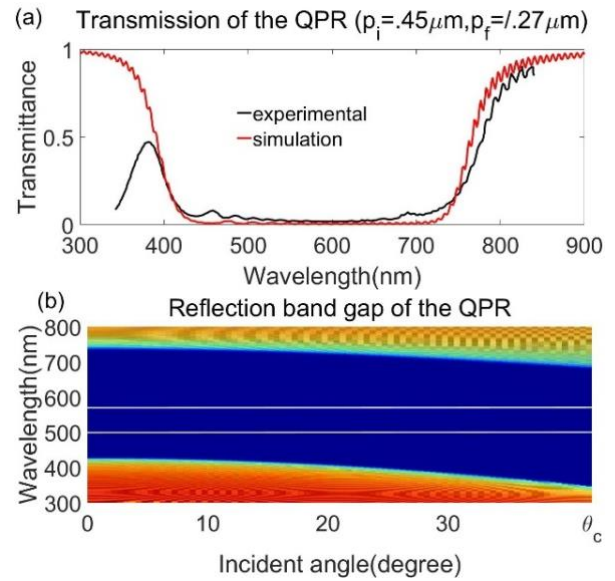 (a) Transmission of the QPR (pᵢ=.45μm,p_f=/.27μm)
1
0.5
0
Transmittance
experimental
simulation
300 400 500 600 700 800 900
Wavelength(nm)
(b) Reflection band gap of the QPR
800
700
600
500
400
300
Wavelength(nm)
0 10 20 30 θ_c
Incident angle(degree)